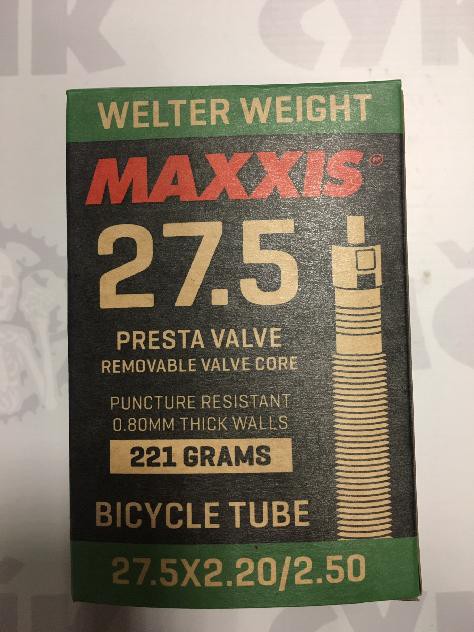 WELTER WEIGHT
MAXXIS®
27.5
PRESTA VALVE
REMOVABLE VALVE CORE
PUNCTURE RESISTANT
0.80MM THICK WALLS
221 GRAMS
BICYCLE TUBE
27.5X2.20/2.50